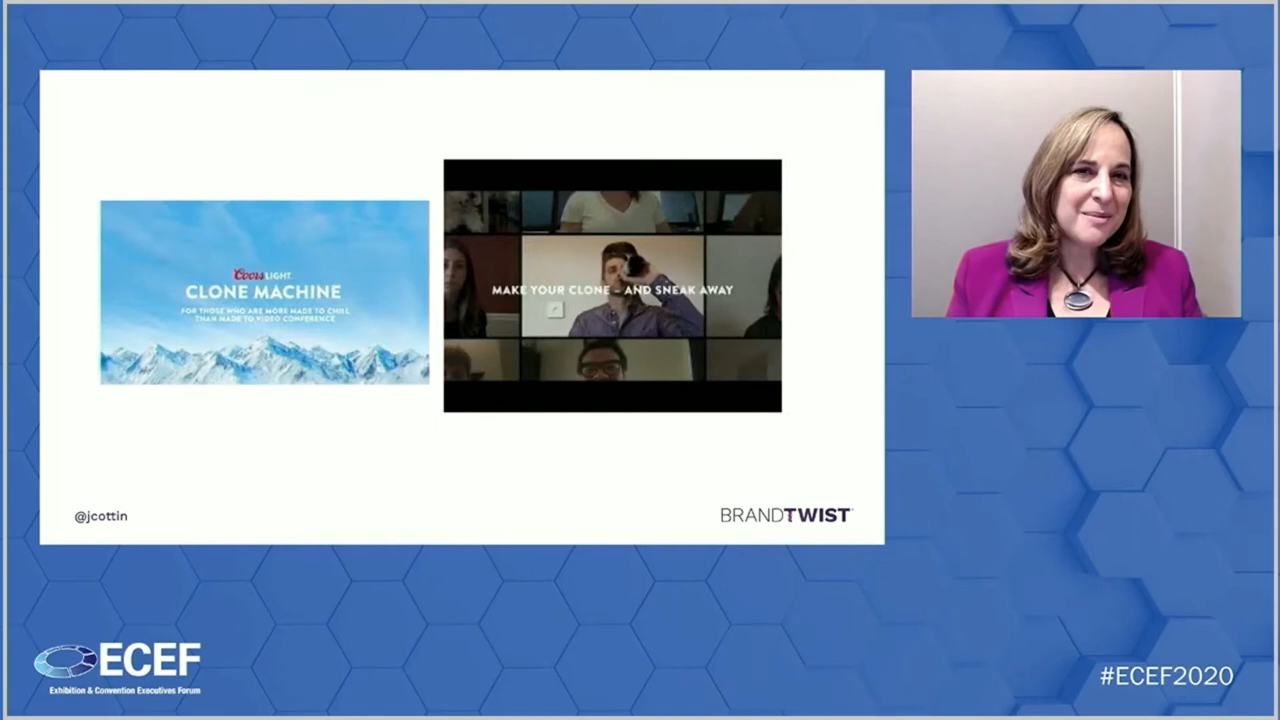 Coors LIGHT
CLONE MACHINE
FOR THOSE WHO ARE MORE MADE TO CHILL
THAN MADE TO VIDEO CONFERENCE
MAKE YOUR CLONE – AND SNEAK AWAY
@jcottin
BRANDTWIST
ECEF
Exhibition & Convention Executives Forum
#ECEF2020